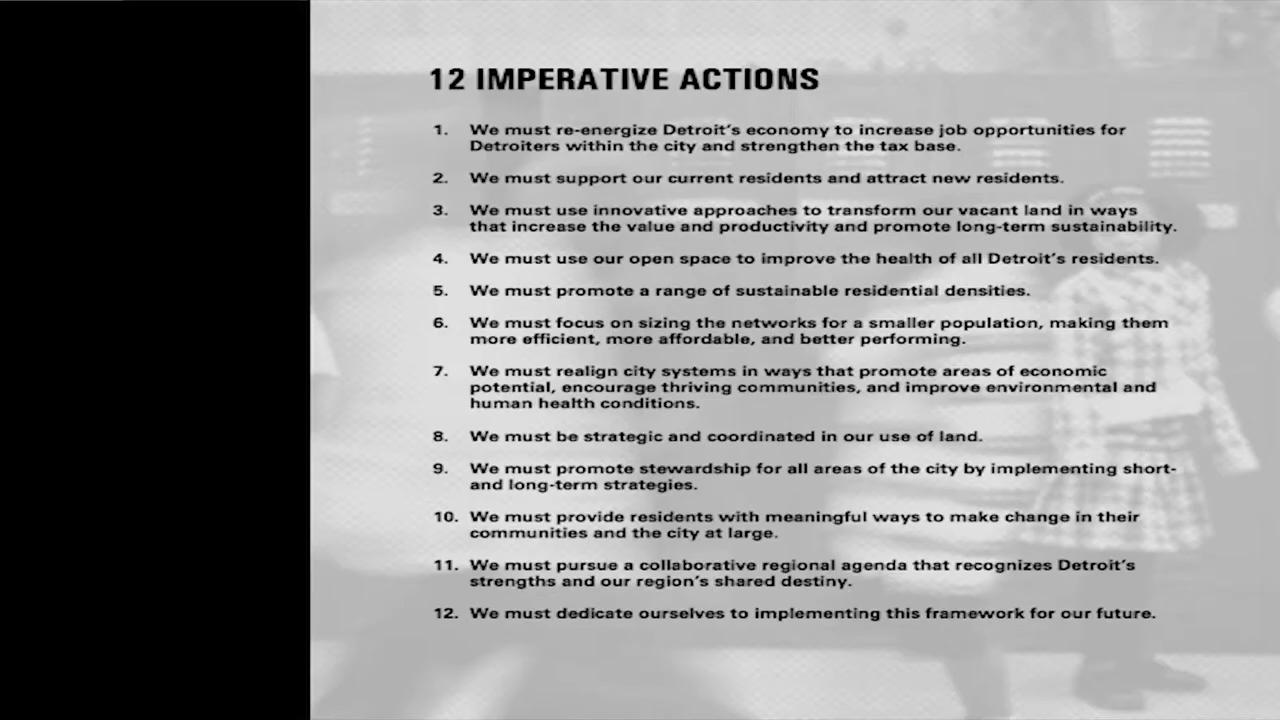 12 IMPERATIVE ACTIONS
1. We must re-energize Detroit's economy to increase job opportunities for
Detroiters within the city and strengthen the tax base.
2. We must support our current residents and attract new residents.
3. We must use innovative approaches to transform our vacant land in ways
that increase the value and productivity and promote long-term sustainability.
4. We must use our open space to improve the health of all Detroit's residents.
5. We must promote a range of sustainable residential densities.
6. We must focus on sizing the networks for a smaller population, making them
more efficient, more affordable, and better performing.
7. We must realign city systems in ways that promote areas of economic
potential, encourage thriving communities, and improve environmental and
human health conditions.
8. We must be strategic and coordinated in our use of land.
9. We must promote stewardship for all areas of the city by implementing short-
and long-term strategies.
10. We must provide residents with meaningful ways to make change in their
communities and the city at large.
11. We must pursue a collaborative regional agenda that recognizes Detroit's
strengths and our region's shared destiny.
12. We must dedicate ourselves to implementing this framework for our future.